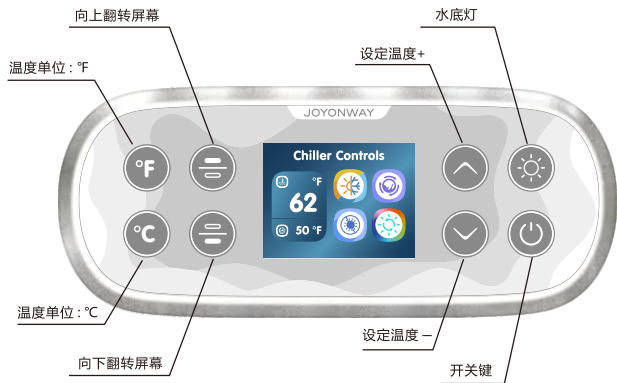 向上翻转屏幕
水底灯
温度单位：℉
设定温度+
JOYONWAY
Chiller Controls
°F
°F
62
50 °F
°C
温度单位：℃
设定温度－
向下翻转屏幕
开关键